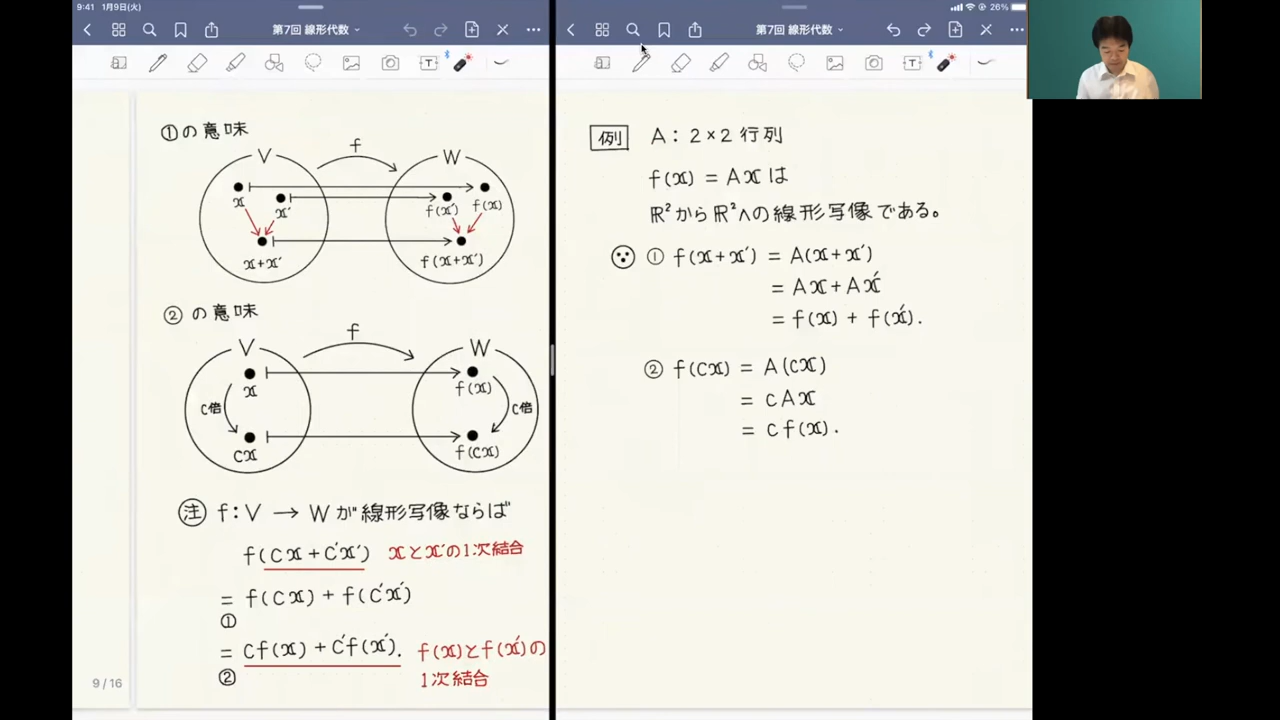 9:41 1月9日(火)
26%
第7回 線形代数
第7回 線形代数
①の意味
V f W
x x' f(x') f(x)
x+x' f(x+x')
②の意味
V f W
x f(x)
c倍 c倍
cx f(cx)
注 f:V → W が線形写像ならば
f(cx+c'x') xとx'の1次結合
= f(cx)+f(c'x')
①
= cf(x)+c'f(x'). f(x)とf(x')の
② 1次結合
9/16
例 A: 2×2行列
f(x) = Ax は
ℝ²からℝ²への線形写像である。
∵ ① f(x+x') = A(x+x')
= Ax+Ax'
= f(x) + f(x').
② f(cx) = A(cx)
= cAx
= cf(x).